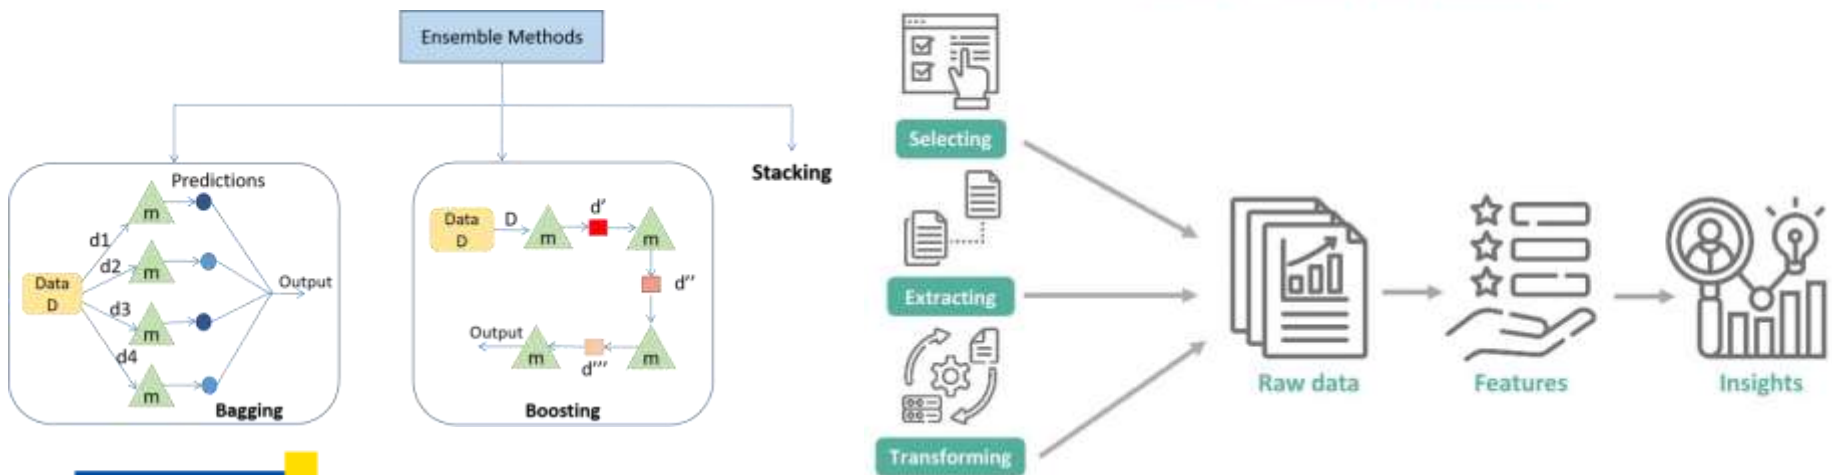 Ensemble Methods
Predictions
m
d1
m
d2
Data
D
d3
m
d4
m
Output
Bagging
Data
D
D
m
d'
m
d''
Output
m
d'''
m
Boosting
Stacking
Selecting
Extracting
Transforming
Raw data
Features
Insights